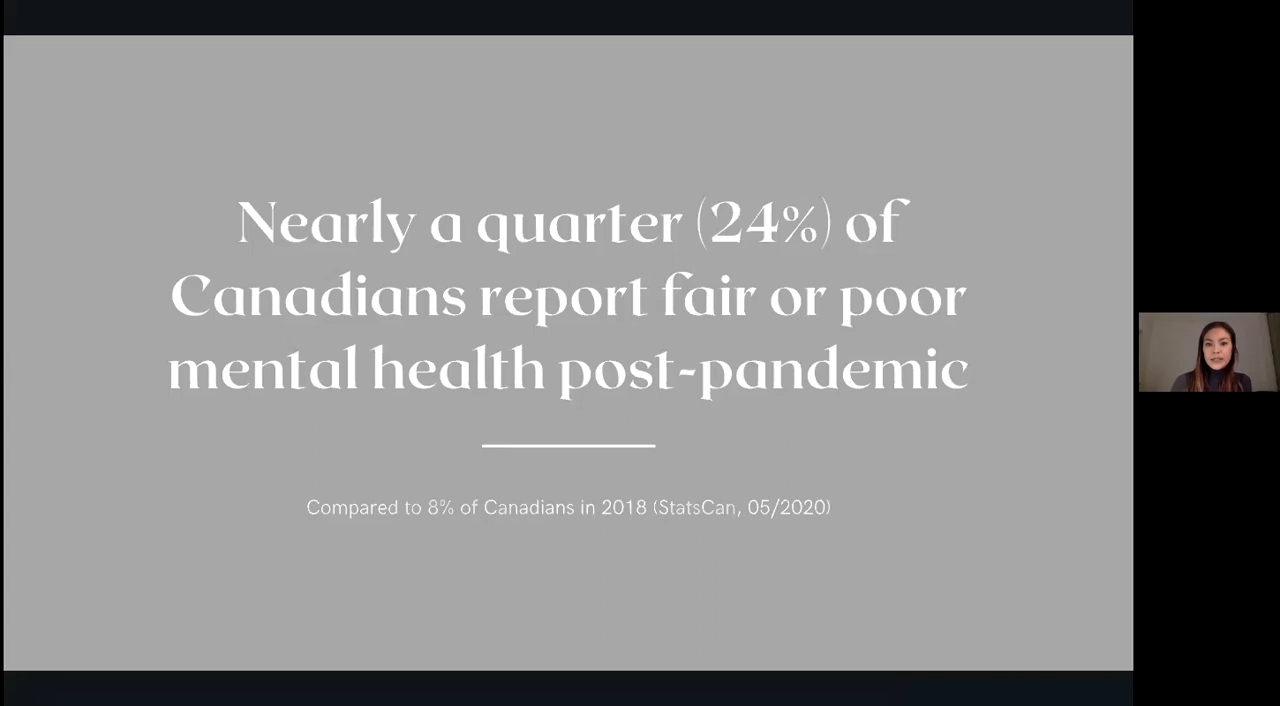 Nearly a quarter (24%) of
Canadians report fair or poor
mental health post-pandemic
Compared to 8% of Canadians in 2018 (StatsCan, 05/2020)